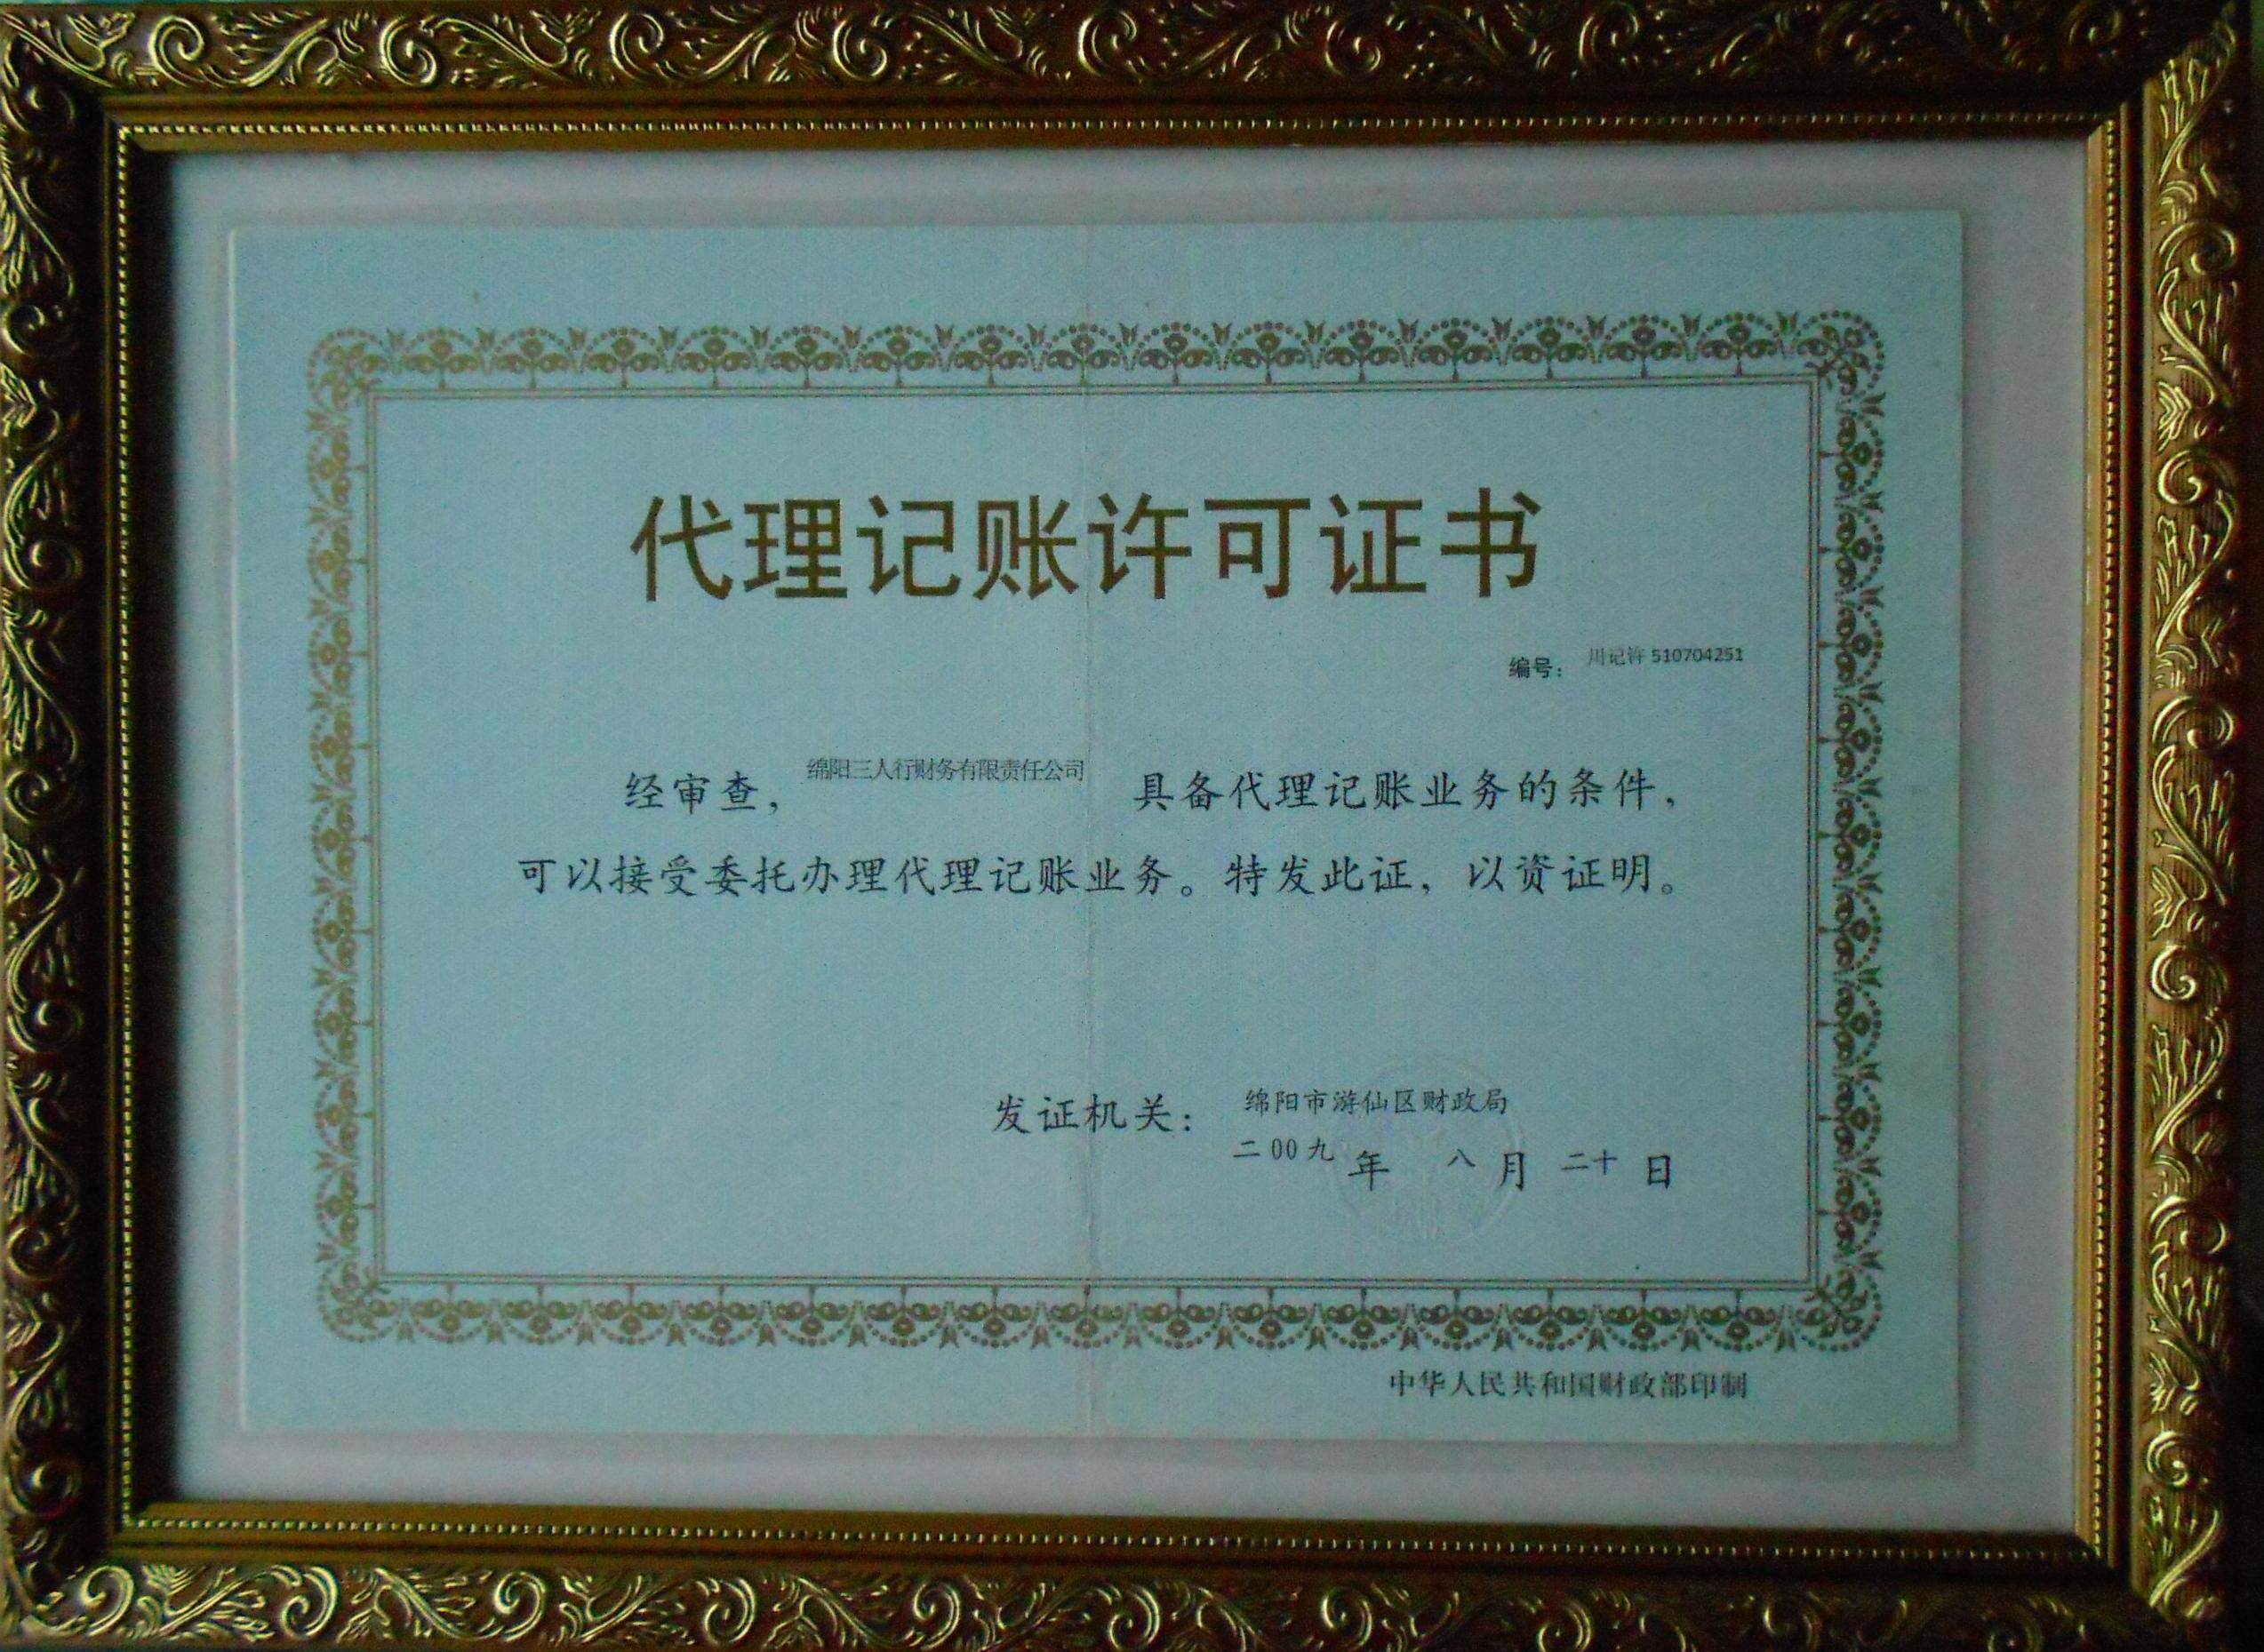 代理记账许可证书
编号： 川记许 510704251
经审查， 绵阳三人行财务有限责任公司 具备代理记账业务的条件，
可以接受委托办理代理记账业务。特发此证，以资证明。
发证机关： 绵阳市游仙区财政局
二00九 年 八 月 二十 日
中华人民共和国财政部印制